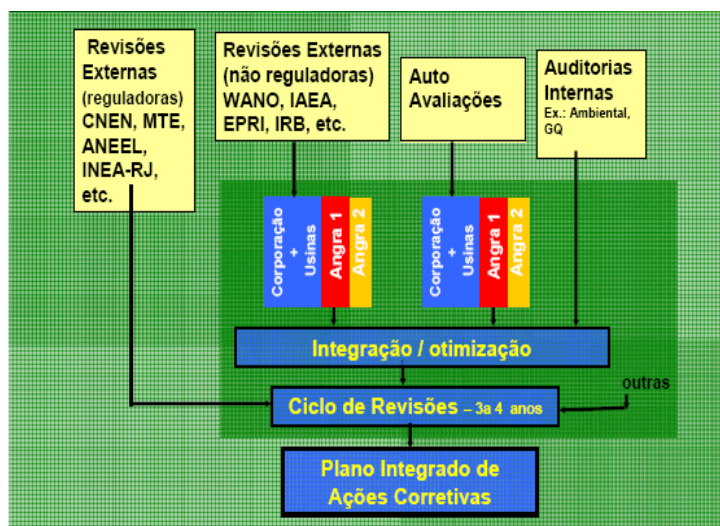 Revisões
Externas
(reguladoras)
CNEN, MTE,
ANEEL,
INEA-RJ,
etc.
Revisões Externas
(não reguladoras)
WANO, IAEA,
EPRI, IRB, etc.
Auto
Avaliações
Auditorias
Internas
Ex.: Ambiental,
GQ
Corporação
+
Usinas
Angra 1
Angra 2
Corporação
+
Usinas
Angra 1
Angra 2
Integração / otimização
outras
Ciclo de Revisões – 3a 4 anos
Plano Integrado de
Ações Corretivas